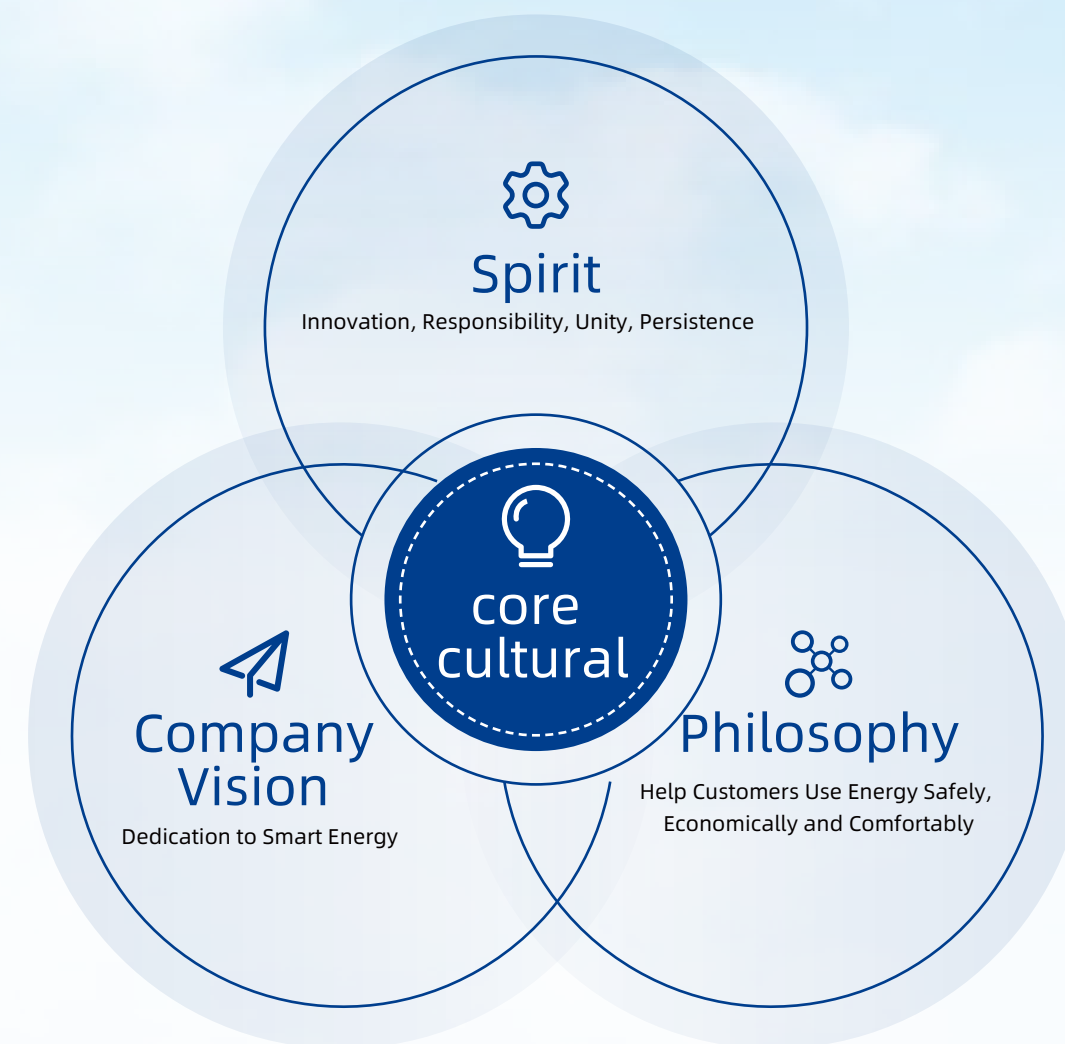 Spirit
Innovation, Responsibility, Unity, Persistence
core
cultural
Company
Vision
Dedication to Smart Energy
Philosophy
Help Customers Use Energy Safely,
Economically and Comfortably